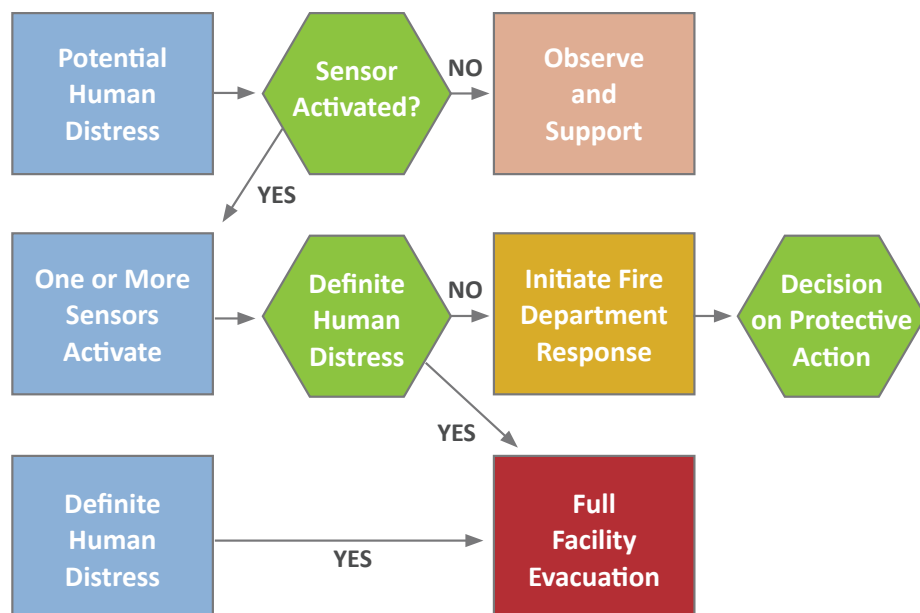 Potential
Human
Distress
Sensor
Activated?
NO
Observe
and
Support
YES
One or More
Sensors
Activate
Definite
Human
Distress
NO
Initiate Fire
Department
Response
Decision
on Protective
Action
YES
Definite
Human
Distress
YES
Full
Facility
Evacuation